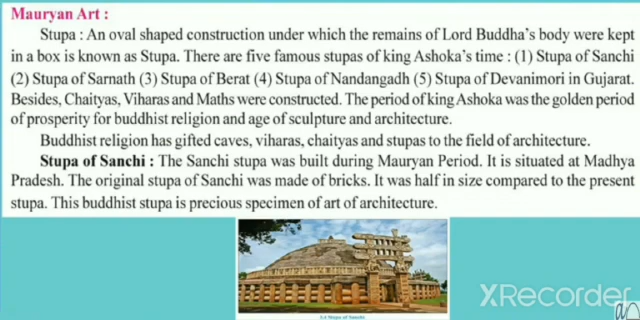 Mauryan Art :
Stupa : An oval shaped construction under which the remains of Lord Buddha's body were kept
in a box is known as Stupa. There are five famous stupas of king Ashoka's time : (1) Stupa of Sanchi
(2) Stupa of Sarnath (3) Stupa of Berat (4) Stupa of Nandangadh (5) Stupa of Devanimori in Gujarat.
Besides, Chaityas, Viharas and Maths were constructed. The period of king Ashoka was the golden period
of prosperity for buddhist religion and age of sculpture and architecture.
Buddhist religion has gifted caves, viharas, chaityas and stupas to the field of architecture.
Stupa of Sanchi : The Sanchi stupa was built during Mauryan Period. It is situated at Madhya
Pradesh. The original stupa of Sanchi was made of bricks. It was half in size compared to the present
stupa. This buddhist stupa is precious specimen of art of architecture.
Stupa of Sanchi
XRecorder